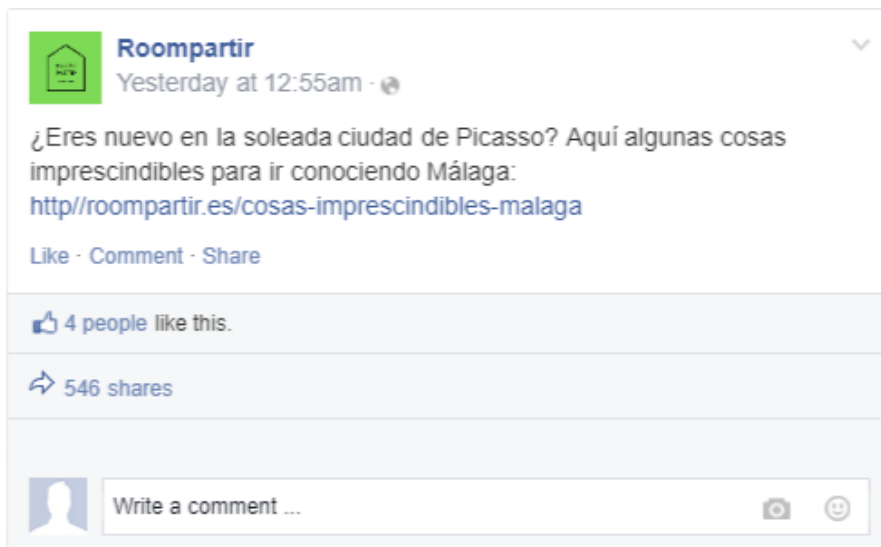 Roompartir
Yesterday at 12:55am ·
¿Eres nuevo en la soleada ciudad de Picasso? Aquí algunas cosas
imprescindibles para ir conociendo Málaga:
http//roompartir.es/cosas-imprescindibles-malaga
Like · Comment · Share
4 people like this.
546 shares
Write a comment ...